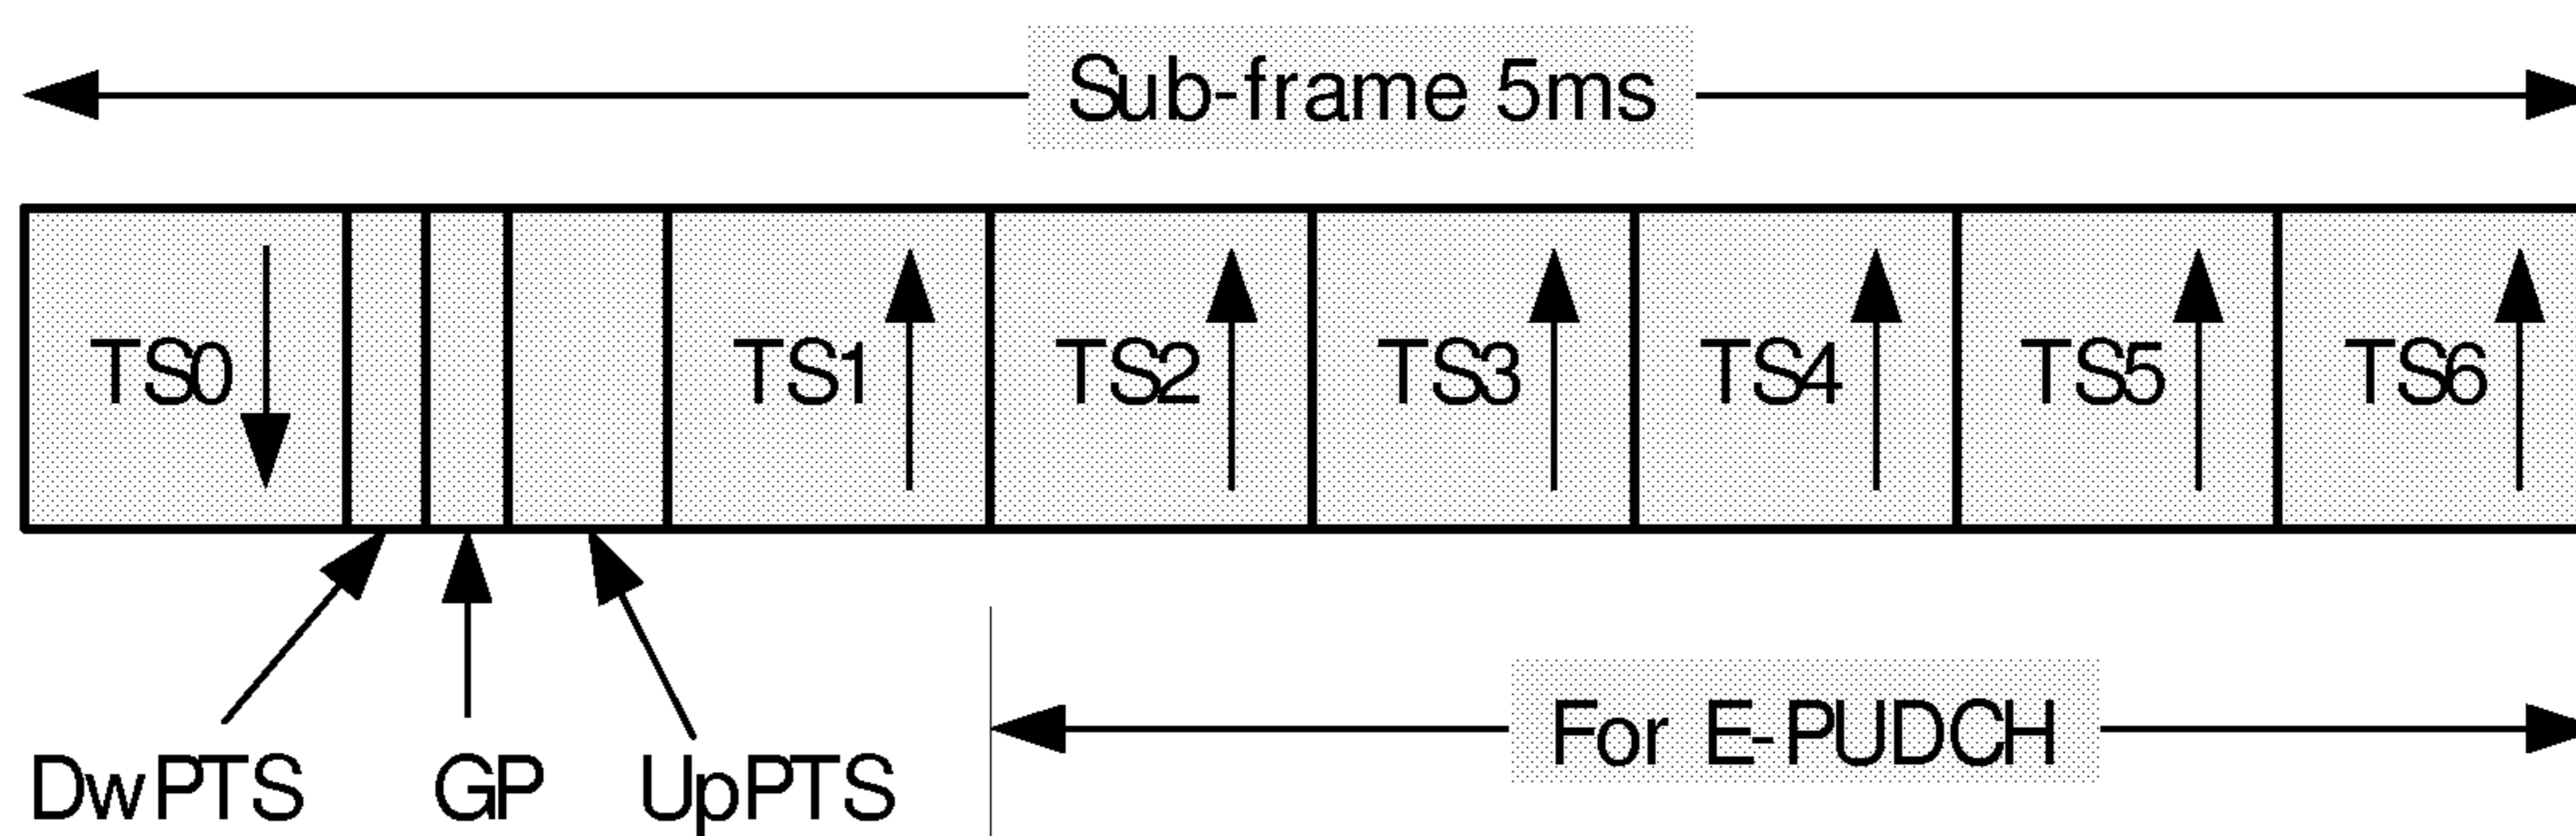 Sub-frame 5ms
TS0 TS1 TS2 TS3 TS4 TS5 TS6
For E-PUDCH
DwPTS GP UpPTS